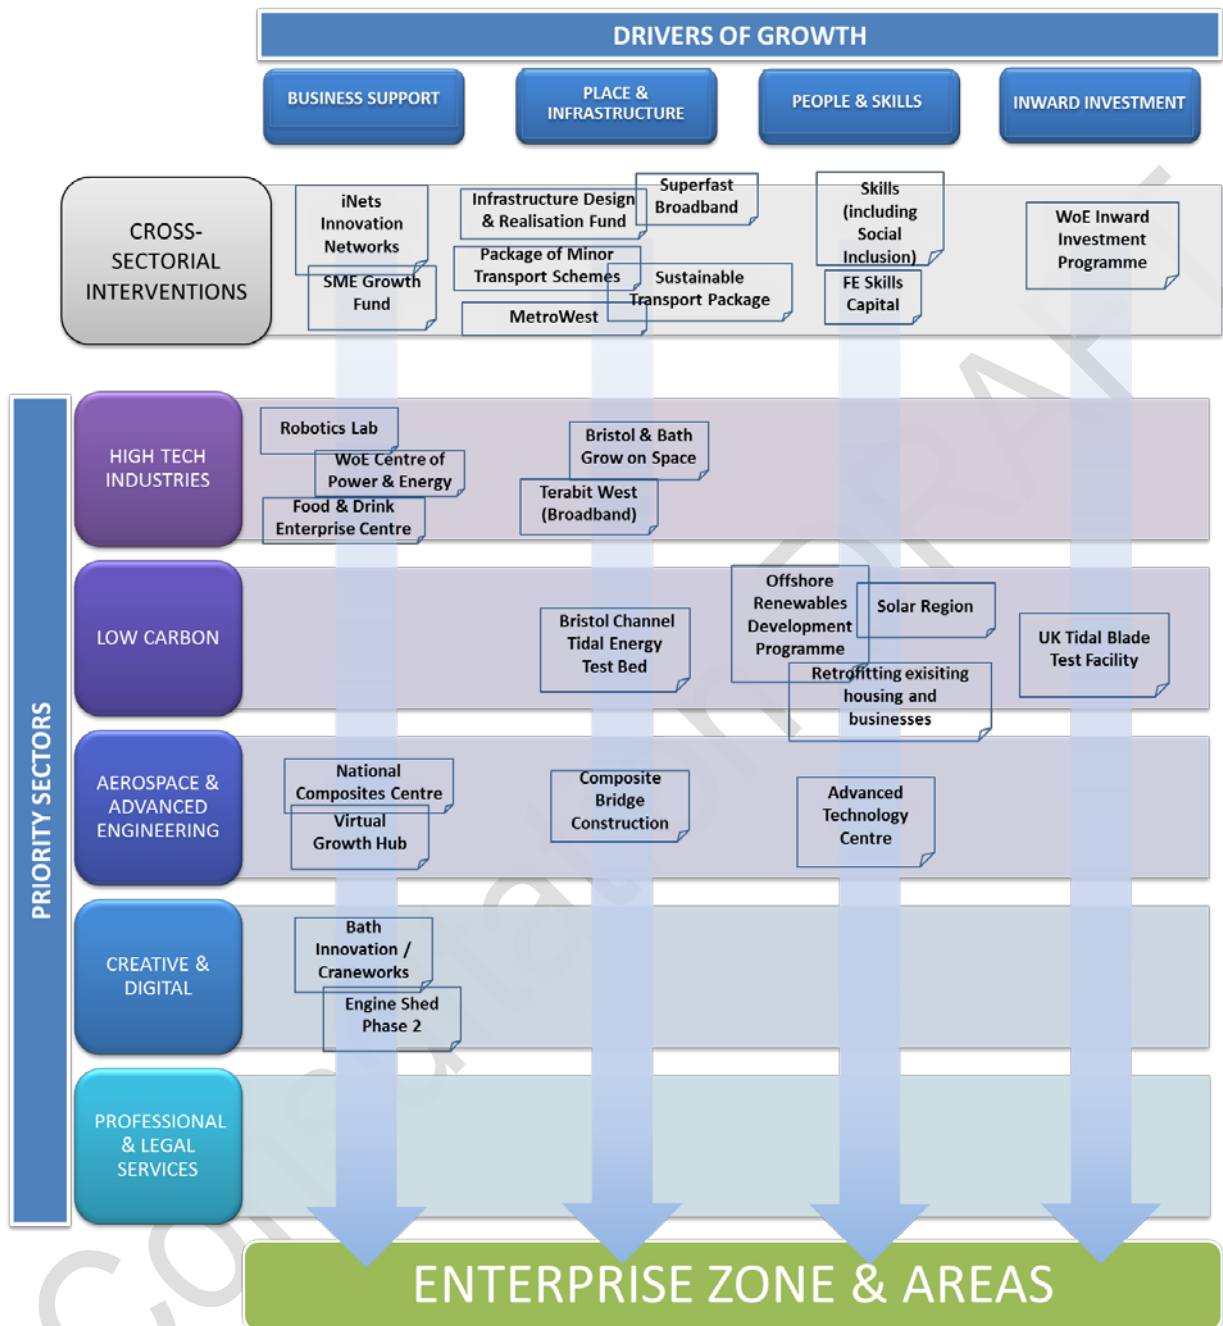 DRIVERS OF GROWTH
BUSINESS SUPPORT
PLACE &
INFRASTRUCTURE
PEOPLE & SKILLS
INWARD INVESTMENT
CROSS-
SECTORIAL
INTERVENTIONS
iNets
Innovation
Networks
SME Growth
Fund
Infrastructure Design
& Realisation Fund
Superfast
Broadband
Package of Minor
Transport Schemes
Sustainable
Transport Package
MetroWest
Skills
(including
Social
Inclusion)
FE Skills
Capital
WoE Inward
Investment
Programme
PRIORITY SECTORS
HIGH TECH
INDUSTRIES
Robotics Lab
WoE Centre of
Power & Energy
Food & Drink
Enterprise Centre
Bristol & Bath
Grow on Space
Terabit West
(Broadband)
LOW CARBON
Bristol Channel
Tidal Energy
Test Bed
Offshore
Renewables
Development
Programme
Solar Region
Retrofitting exisiting
housing and
businesses
UK Tidal Blade
Test Facility
AEROSPACE &
ADVANCED
ENGINEERING
National
Composites Centre
Virtual
Growth Hub
Composite
Bridge
Construction
Advanced
Technology
Centre
CREATIVE &
DIGITAL
Bath
Innovation /
Craneworks
Engine Shed
Phase 2
PROFESSIONAL
& LEGAL
SERVICES
ENTERPRISE ZONE & AREAS
Consultation DRAFT